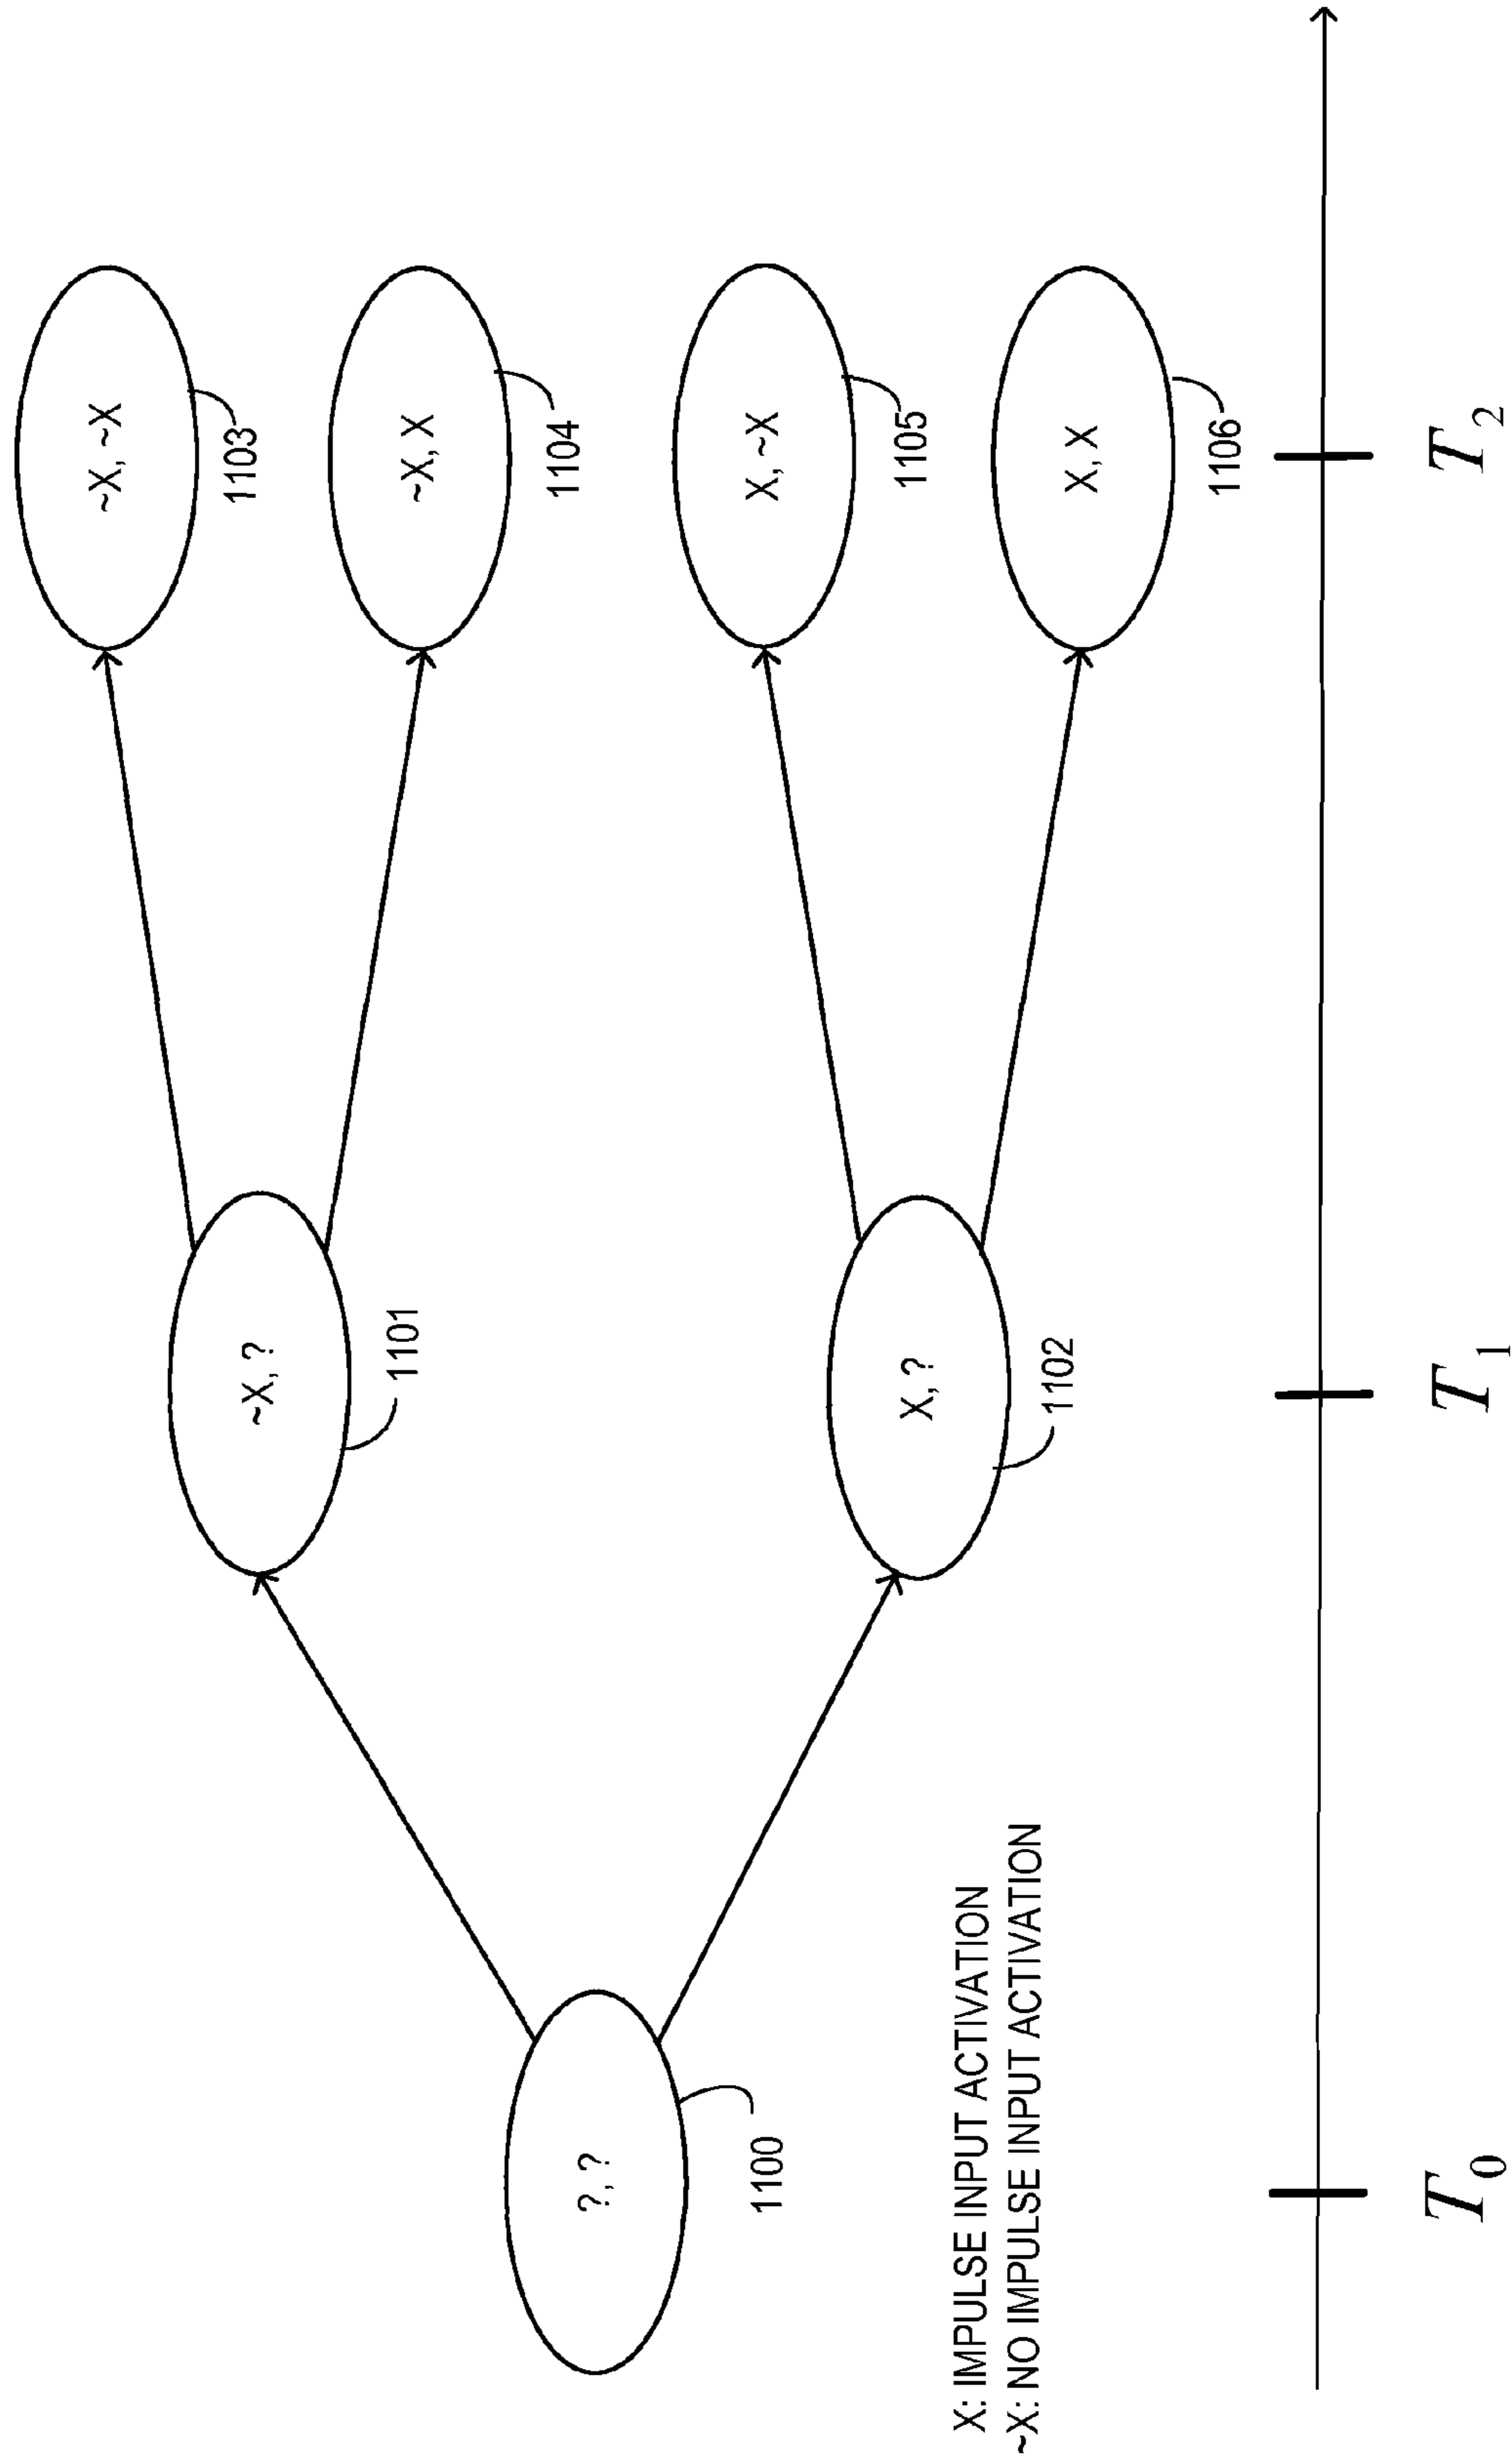 ~X, ~X
1103
~X, X
1104
~X, ?
1101
X, ~X
1105
?, ?
1100
X, ?
1102
X, X
1106
X: IMPULSE INPUT ACTIVATION
~X: NO IMPULSE INPUT ACTIVATION
T0
T1
T2